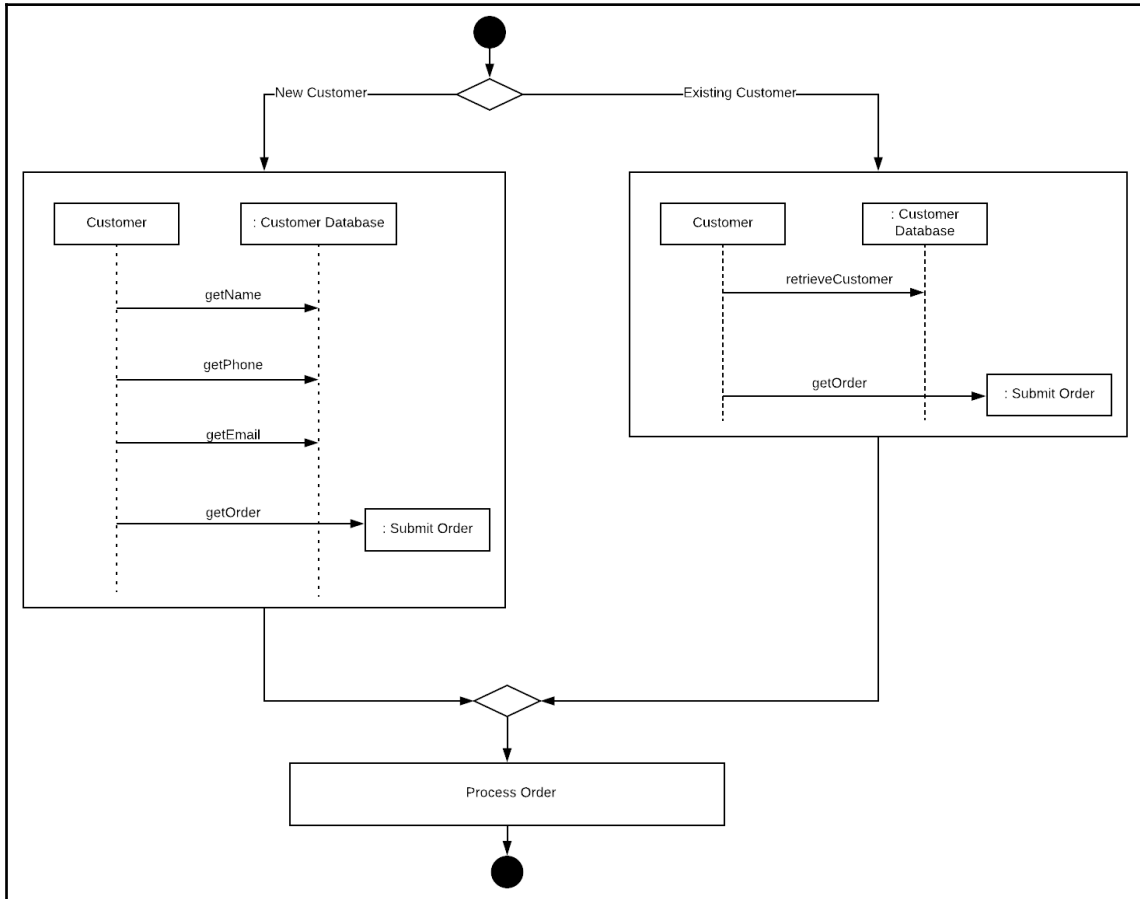 New Customer
Existing Customer
Customer
: Customer Database
getName
getPhone
getEmail
getOrder
: Submit Order
Customer
: Customer
Database
retrieveCustomer
getOrder
: Submit Order
Process Order